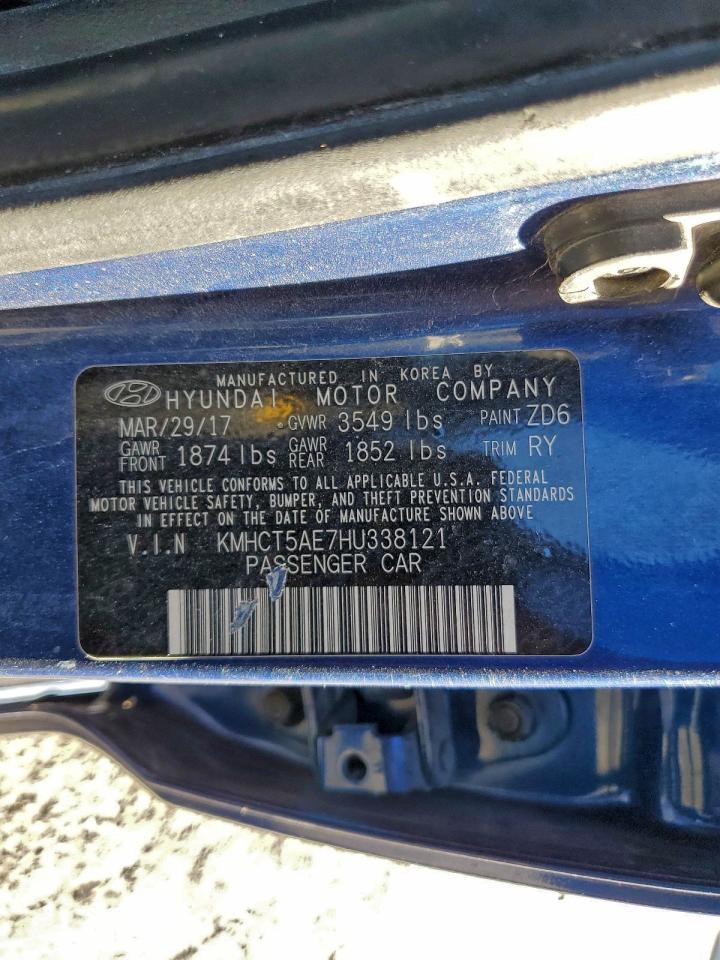 MANUFACTURED IN KOREA BY
HYUNDAI MOTOR COMPANY
MAR/29/17 GVWR 3549 lbs PAINT ZD6
GAWR FRONT 1874 lbs GAWR REAR 1852 lbs TRIM RY
THIS VEHICLE CONFORMS TO ALL APPLICABLE U.S.A. FEDERAL
MOTOR VEHICLE SAFETY, BUMPER, AND THEFT PREVENTION STANDARDS
IN EFFECT ON THE DATE OF MANUFACTURE SHOWN ABOVE
V.I.N KMHCT5AE7HU338121
PASSENGER CAR